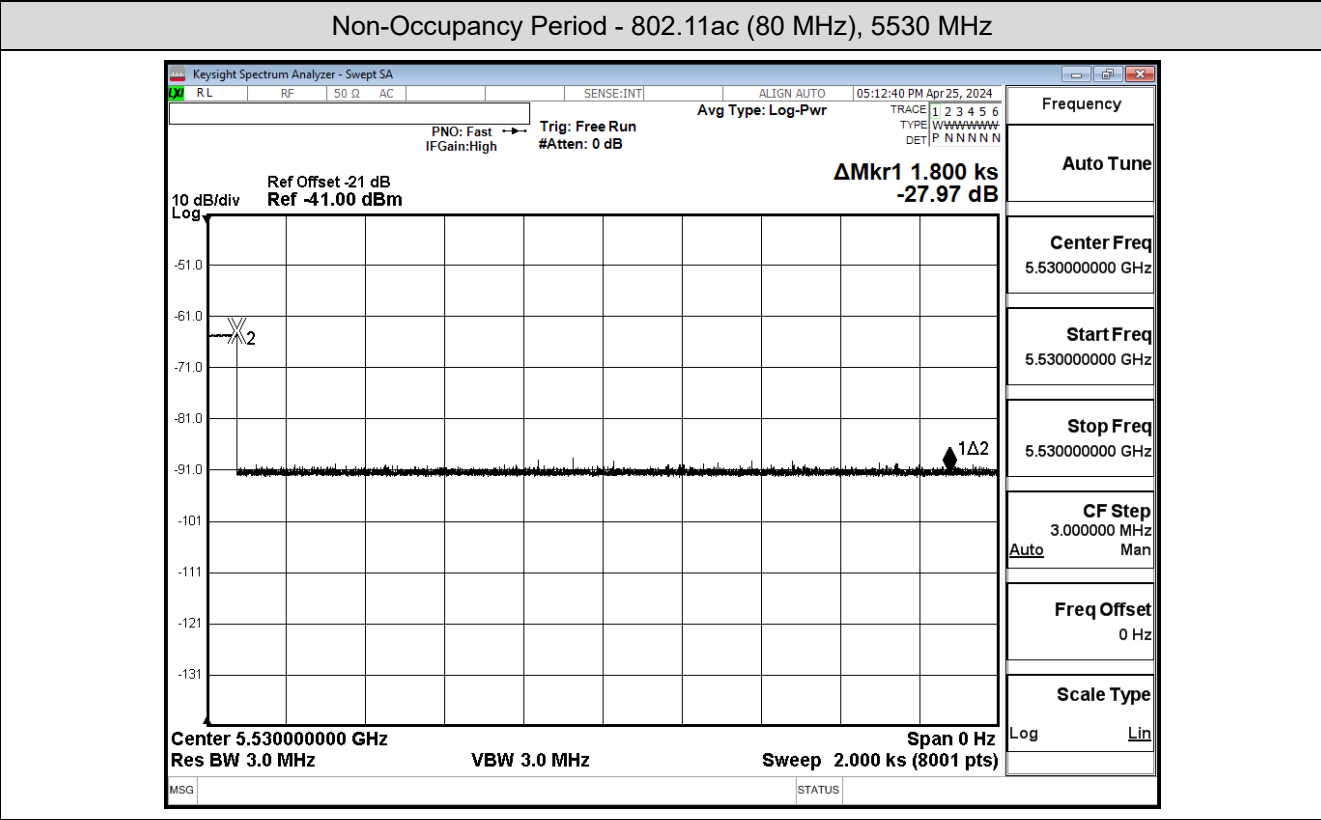 Non-Occupancy Period - 802.11ac (80 MHz), 5530 MHz
Keysight Spectrum Analyzer - Swept SA
LXI RL RF 50 Ω AC SENSE:INT ALIGN AUTO 05:12:40 PM Apr 25, 2024
Frequency
PNO: Fast
IFGain:High
Trig: Free Run
#Atten: 0 dB
Avg Type: Log-Pwr
TRACE 1 2 3 4 5 6
TYPE WWWWWWW
DET P N N N N N
ΔMkr1 1.800 ks
-27.97 dB
Ref Offset -21 dB
10 dB/div Ref -41.00 dBm
Log
-51.0
-61.0
-71.0
-81.0
-91.0
-101
-111
-121
-131
2
1Δ2
Center 5.530000000 GHz Span 0 Hz
Res BW 3.0 MHz VBW 3.0 MHz Sweep 2.000 ks (8001 pts)
MSG STATUS
Auto Tune
Center Freq
5.530000000 GHz
Start Freq
5.530000000 GHz
Stop Freq
5.530000000 GHz
CF Step
3.000000 MHz
Auto Man
Freq Offset
0 Hz
Scale Type
Log Lin